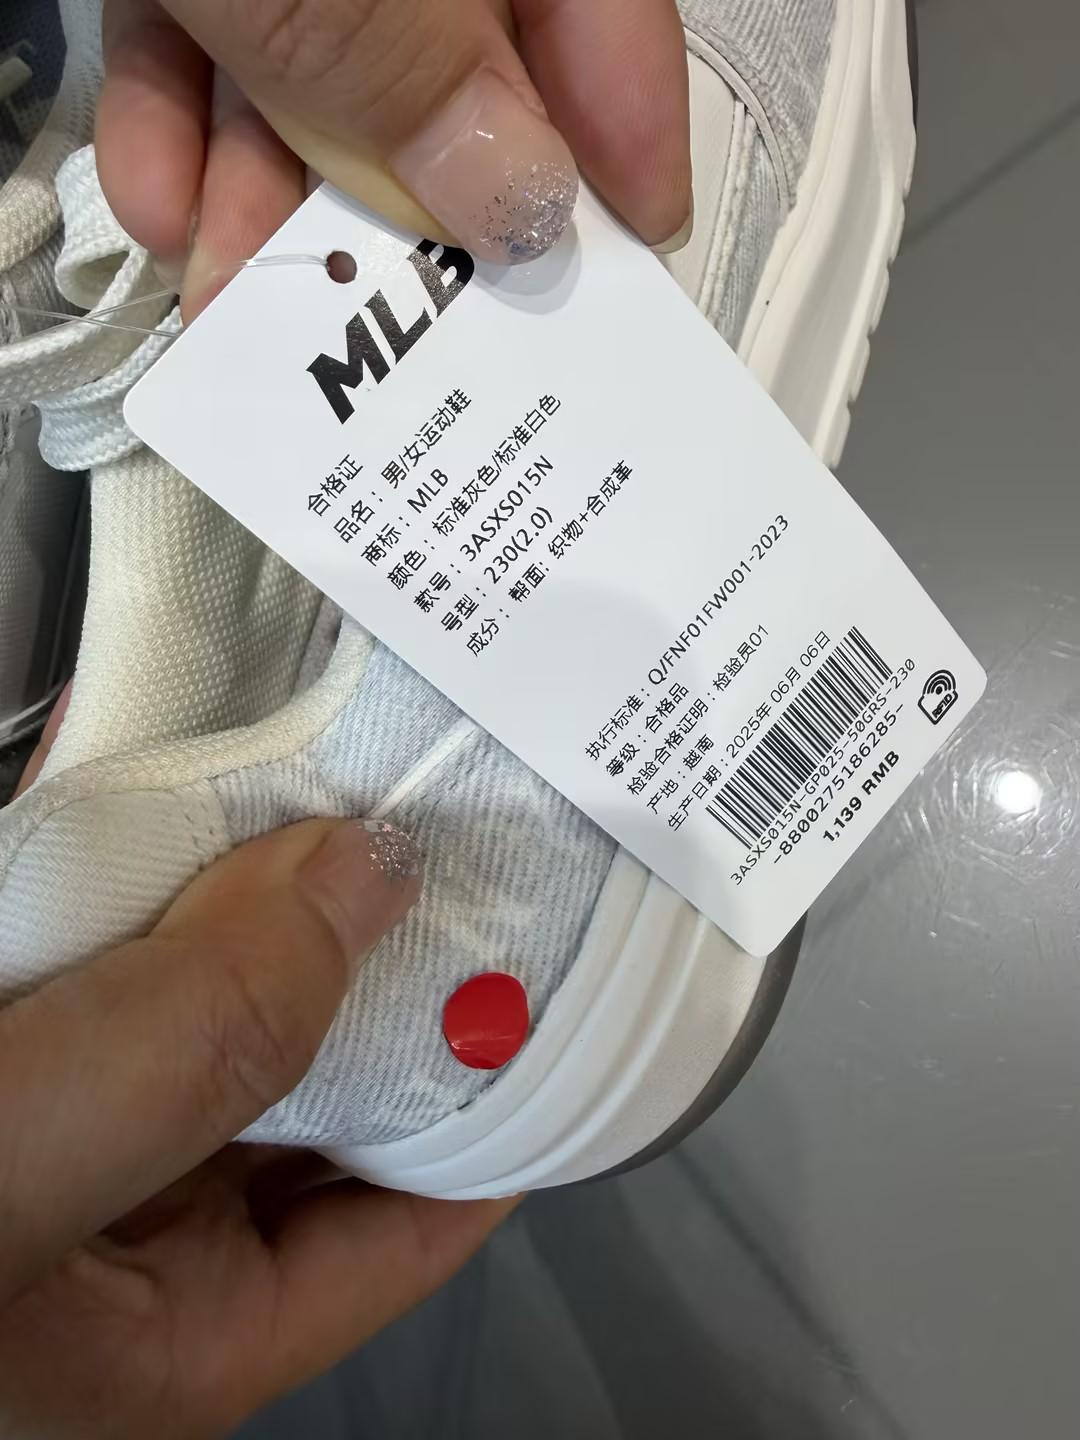 MLB
合格证
品名：男/女运动鞋
商标：MLB
颜色：标准灰色/标准白色
款号：3ASXS015N
号型：230(2.0)
成分：帮面：织物+合成革
执行标准：Q/FNF01FW001-2023
等级：合格品
检验合格证明：检验员01
产地：越南
生产日期：2025年 06月 06日
3ASXS015N-GP025-50GRS-230
-8800275186285-
1,139 RMB
RFID